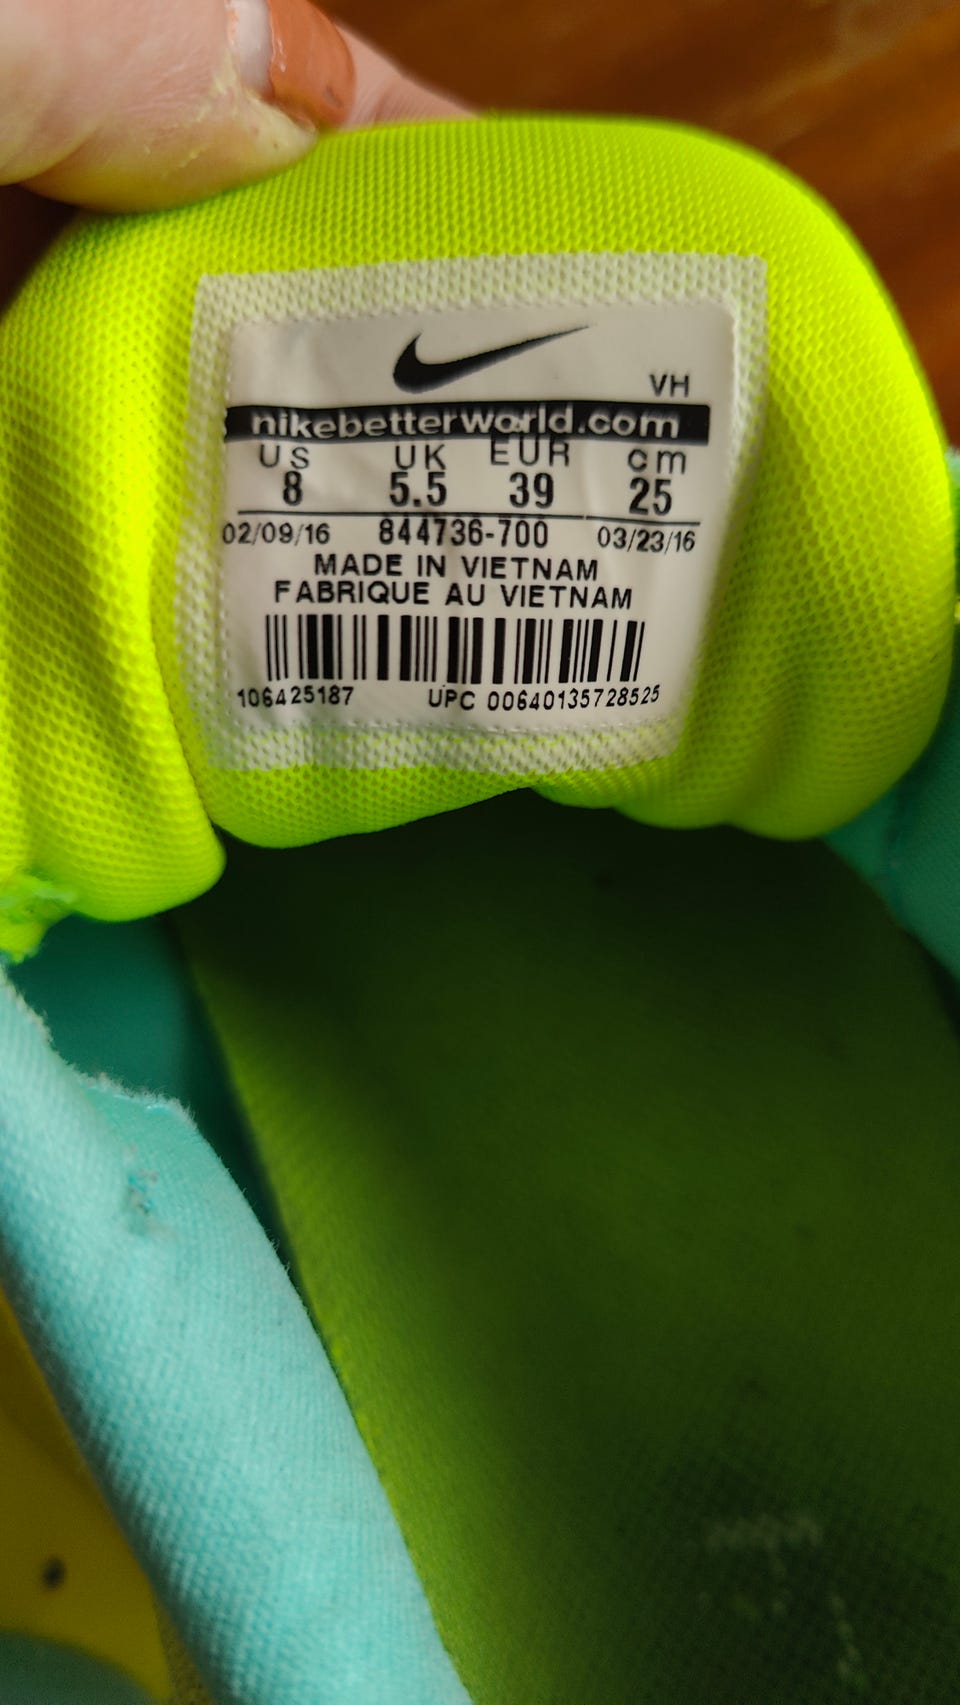 VH
nikebetterworld.com
US UK EUR cm
8 5.5 39 25
02/09/16 844736-700 03/23/16
MADE IN VIETNAM
FABRIQUE AU VIETNAM
106425187 UPC 00640135728525